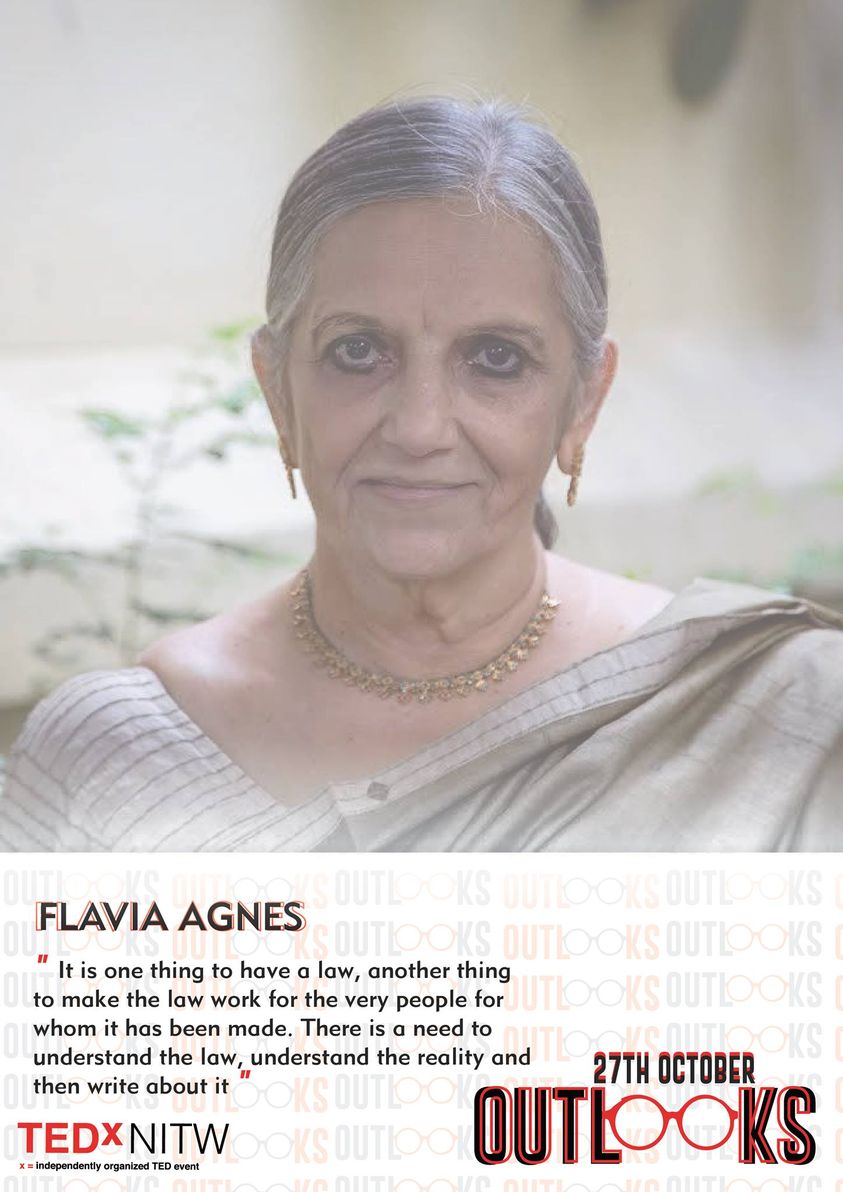 FLAVIA AGNES
" It is one thing to have a law, another thing
to make the law work for the very people for
whom it has been made. There is a need to
understand the law, understand the reality and
then write about it "
27TH OCTOBER
OUTLOOKS
TEDxNITW
x = independently organized TED event